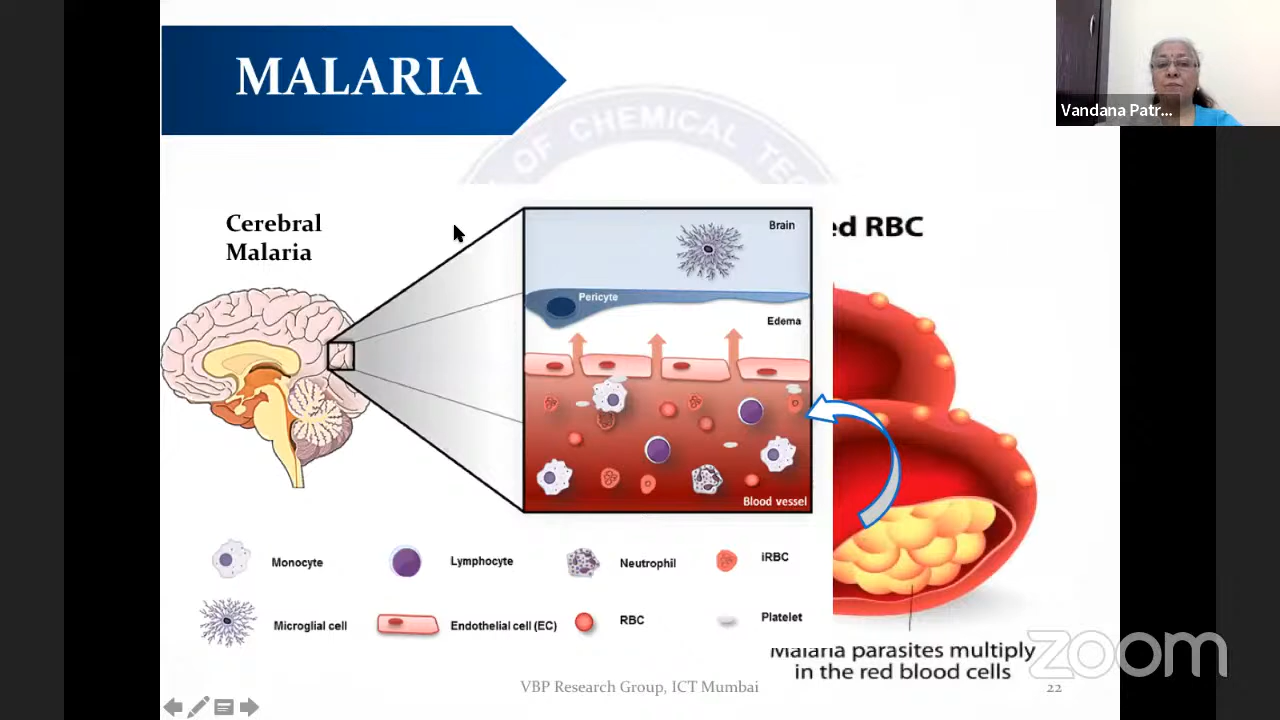 MALARIA
OF CHEMICAL TEC
Vandana Patr...
Cerebral
Malaria
ed RBC
Brain
Pericyte
Edema
Blood vessel
Monocyte
Lymphocyte
Neutrophil
iRBC
Microglial cell
Endothelial cell (EC)
RBC
Platelet
Malaria parasites multiply
in the red blood cells
zoom
VBP Research Group, ICT Mumbai
22